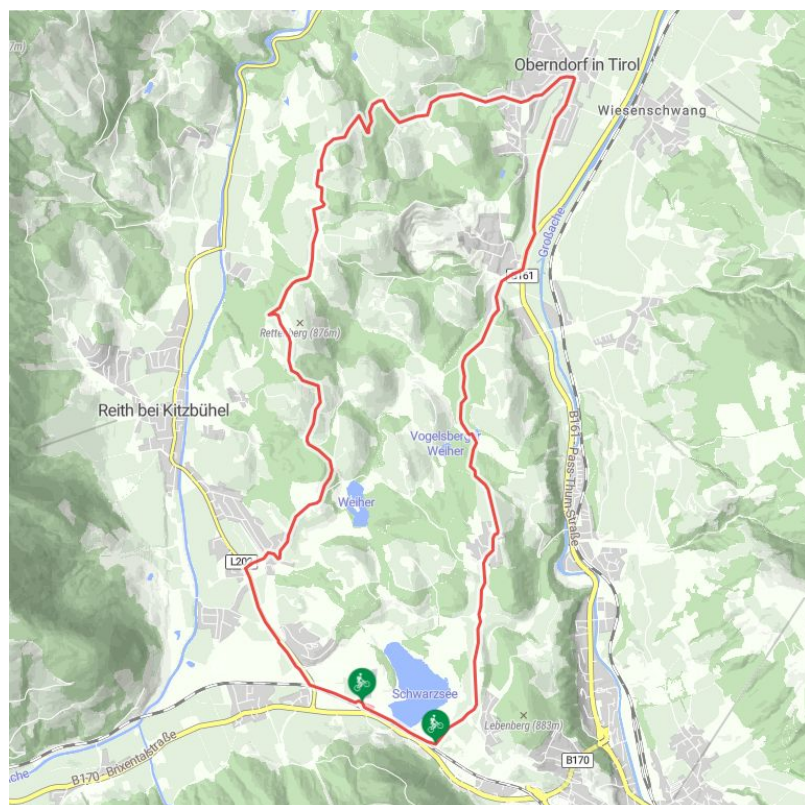 Oberndorf in Tirol
Wiesenschwang
Großache
B161
Rettenberg (876m)
Reith bei Kitzbühel
Vogelsberg
Weiher
B161 - Pass-Thurn-Straße
Weiher
Schwarzsee
Lebenberg (883m)
B170 - Brixentalstraße
B170